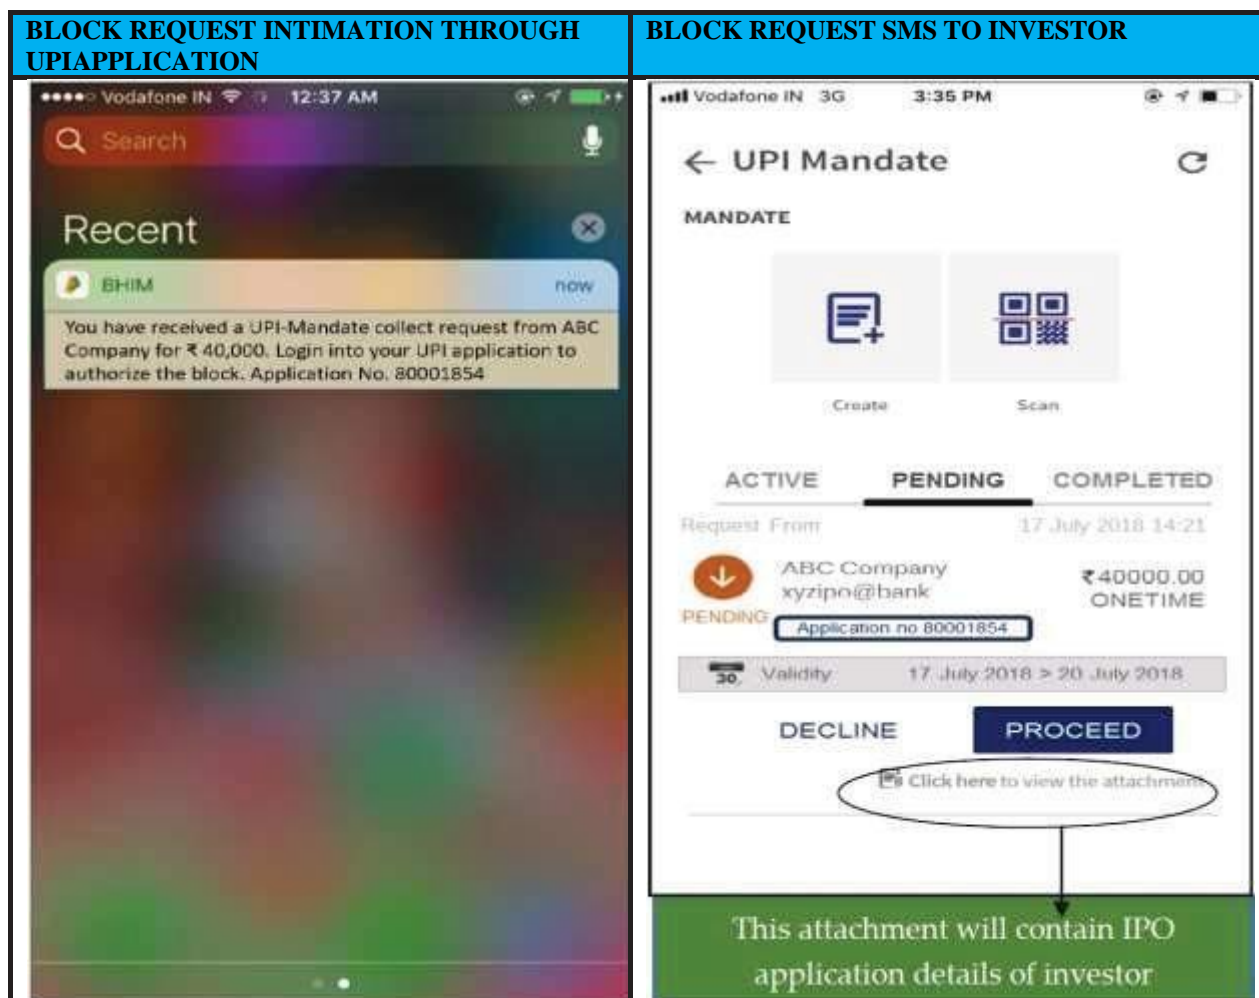 BLOCK REQUEST INTIMATION THROUGH
UPIAPPLICATION
BLOCK REQUEST SMS TO INVESTOR
Vodafone IN 12:37 AM
Search
Recent
BHIM now
You have received a UPI-Mandate collect request from ABC
Company for ₹ 40,000. Login into your UPI application to
authorize the block. Application No. 80001854
Vodafone IN 3G 3:35 PM
← UPI Mandate
MANDATE
Create Scan
ACTIVE PENDING COMPLETED
Request From 17 July 2018 14:21
ABC Company ₹40000.00
xyzipo@bank ONETIME
PENDING
Application no 80001854
30 Validity 17 July 2018 > 20 July 2018
DECLINE PROCEED
Click here to view the attachment
This attachment will contain IPO
application details of investor